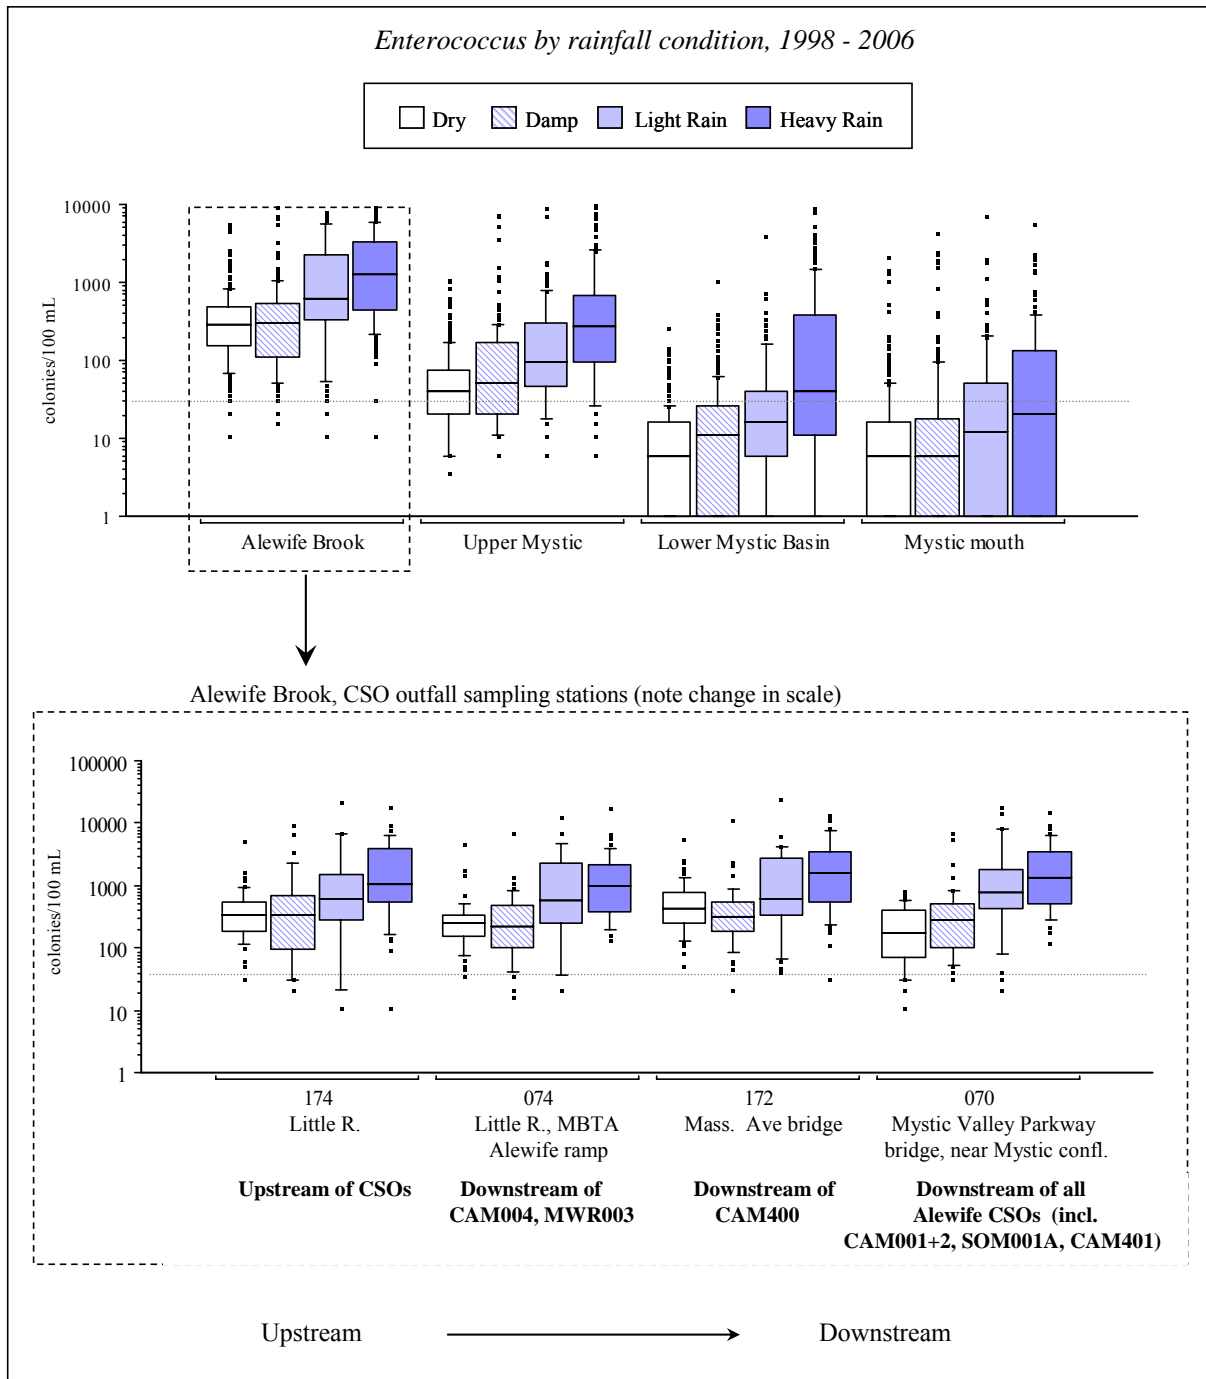 Enterococcus by rainfall condition, 1998 - 2006
Dry Damp Light Rain Heavy Rain
10000
1000
100
10
1
colonies/100 mL
Alewife Brook Upper Mystic Lower Mystic Basin Mystic mouth
Alewife Brook, CSO outfall sampling stations (note change in scale)
100000
10000
1000
100
10
1
colonies/100 mL
174 074 172 070
Little R. Little R., MBTA Mass. Ave bridge Mystic Valley Parkway
Alewife ramp bridge, near Mystic confl.
Upstream of CSOs Downstream of Downstream of Downstream of all
CAM004, MWR003 CAM400 Alewife CSOs (incl.
CAM001+2, SOM001A, CAM401)
Upstream Downstream